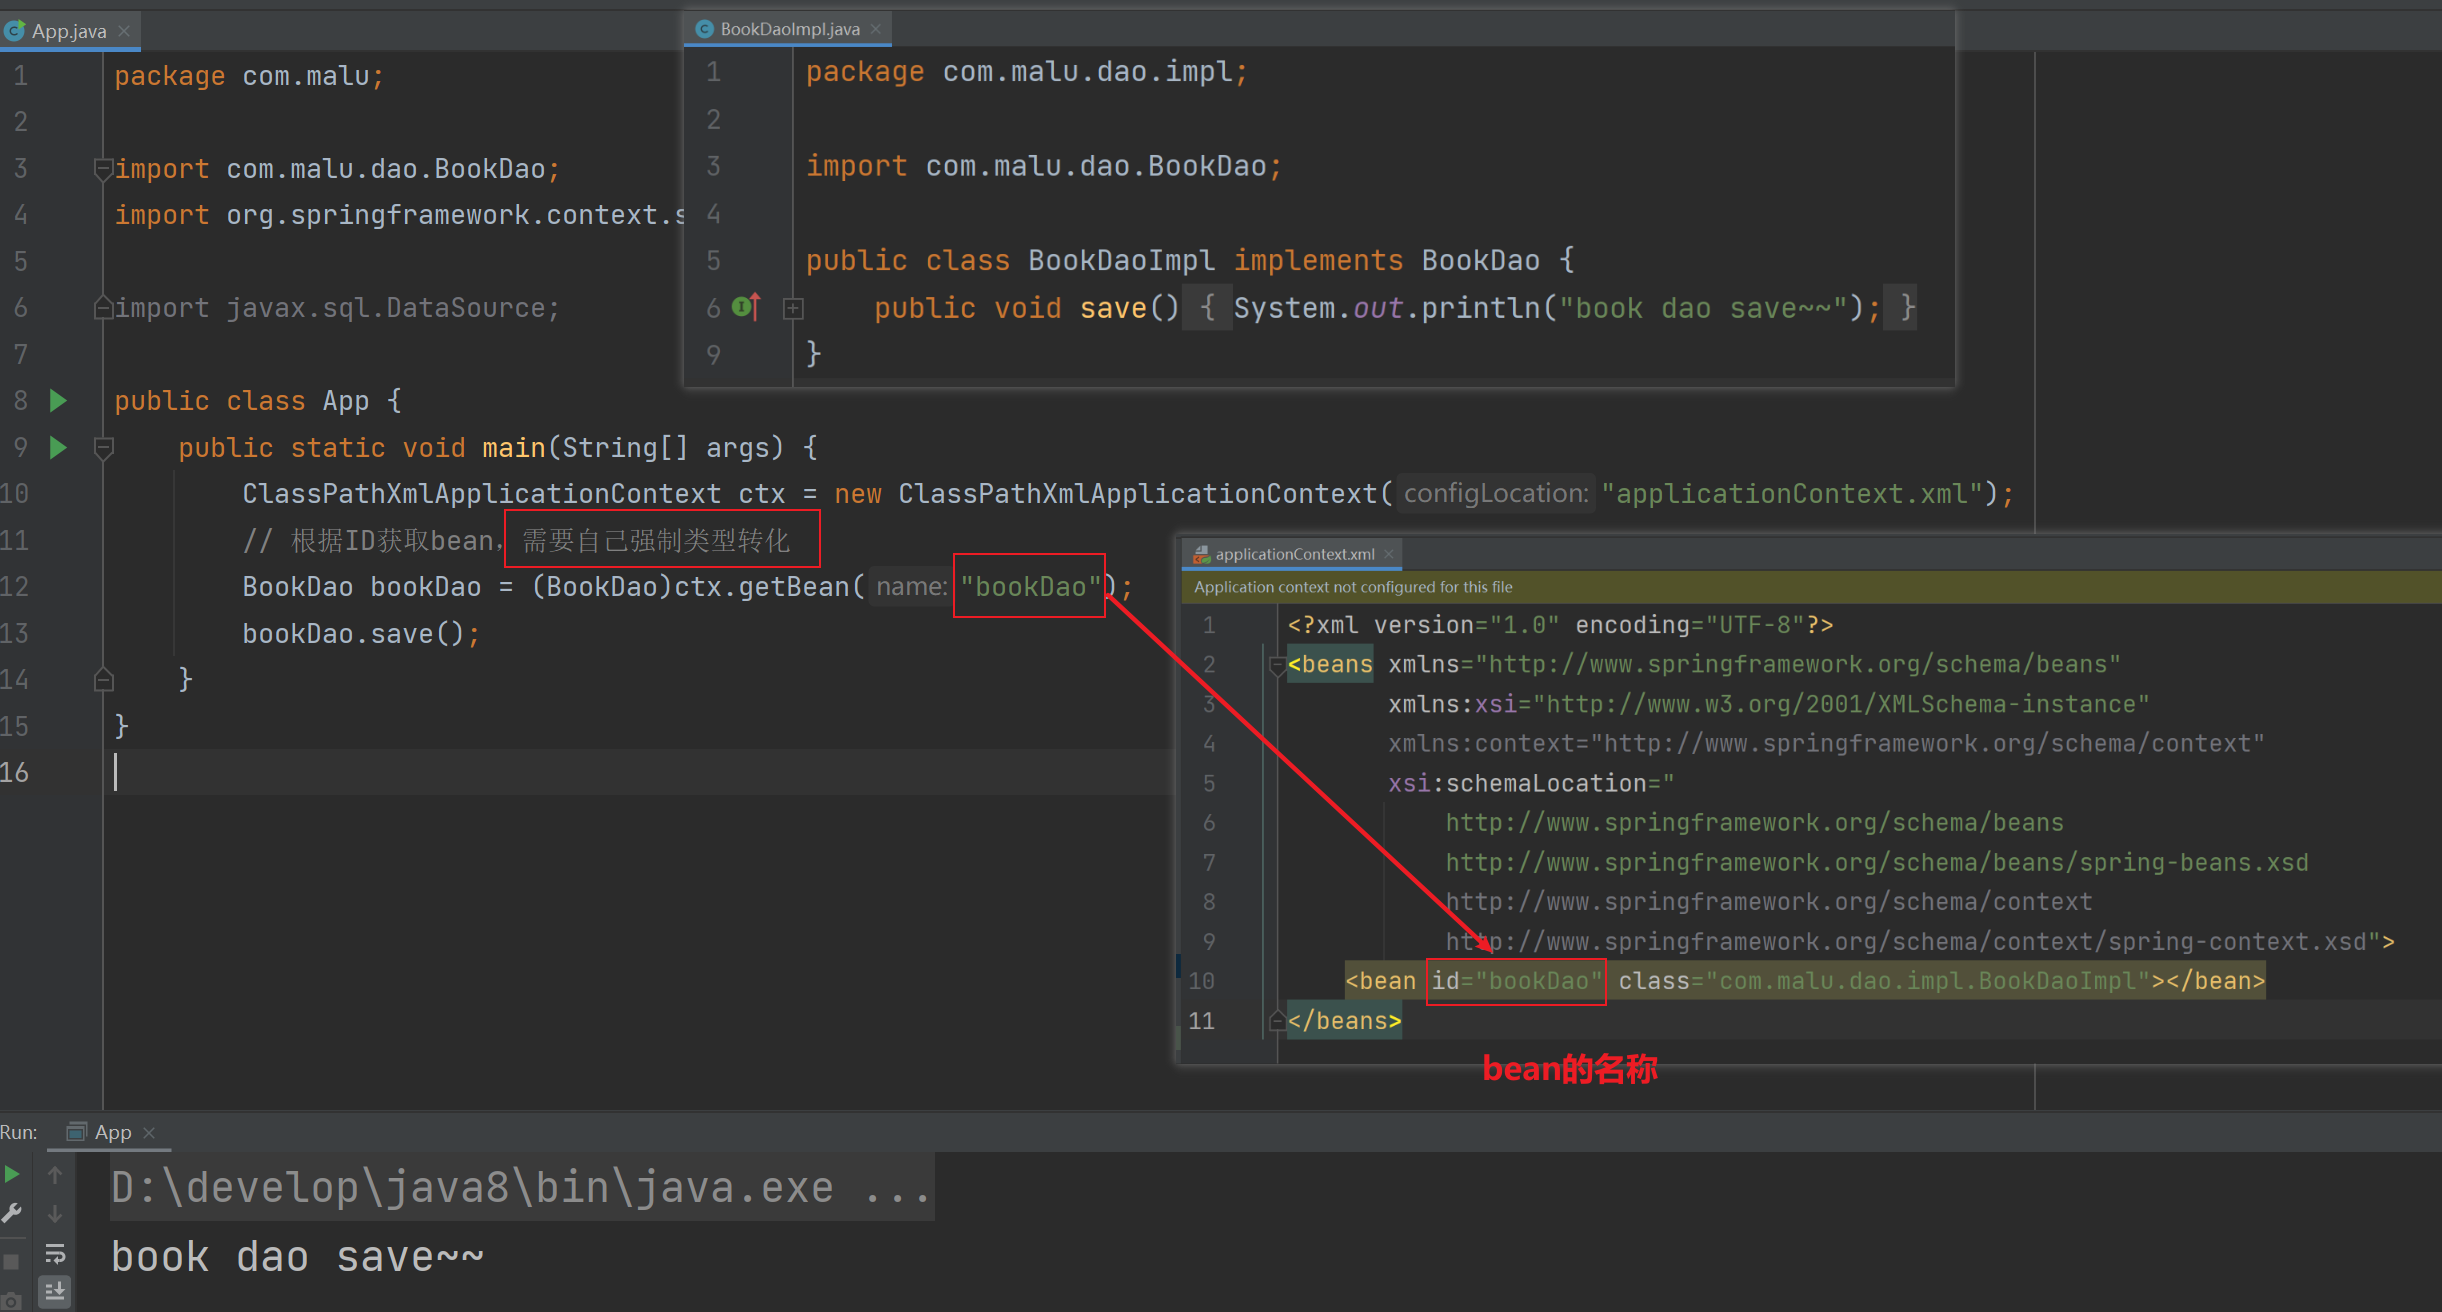 App.java
1 package com.malu;
2
3 import com.malu.dao.BookDao;
4 import org.springframework.context.s
5
6 import javax.sql.DataSource;
7
8 public class App {
9 public static void main(String[] args) {
10 ClassPathXmlApplicationContext ctx = new ClassPathXmlApplicationContext( configLocation: "applicationContext.xml");
11 // 根据ID获取bean，需要自己强制类型转化
12 BookDao bookDao = (BookDao)ctx.getBean( name: "bookDao");
13 bookDao.save();
14 }
15 }
16
BookDaoImpl.java
1 package com.malu.dao.impl;
2
3 import com.malu.dao.BookDao;
4
5 public class BookDaoImpl implements BookDao {
6 public void save() { System.out.println("book dao save~~"); }
9 }
applicationContext.xml
Application context not configured for this file
1 <?xml version="1.0" encoding="UTF-8"?>
2 <beans xmlns="http://www.springframework.org/schema/beans"
3 xmlns:xsi="http://www.w3.org/2001/XMLSchema-instance"
4 xmlns:context="http://www.springframework.org/schema/context"
5 xsi:schemaLocation="
6 http://www.springframework.org/schema/beans
7 http://www.springframework.org/schema/beans/spring-beans.xsd
8 http://www.springframework.org/schema/context
9 http://www.springframework.org/schema/context/spring-context.xsd">
10 <bean id="bookDao" class="com.malu.dao.impl.BookDaoImpl"></bean>
11 </beans>
bean的名称
Run: App
D:\develop\java8\bin\java.exe ...
book dao save~~